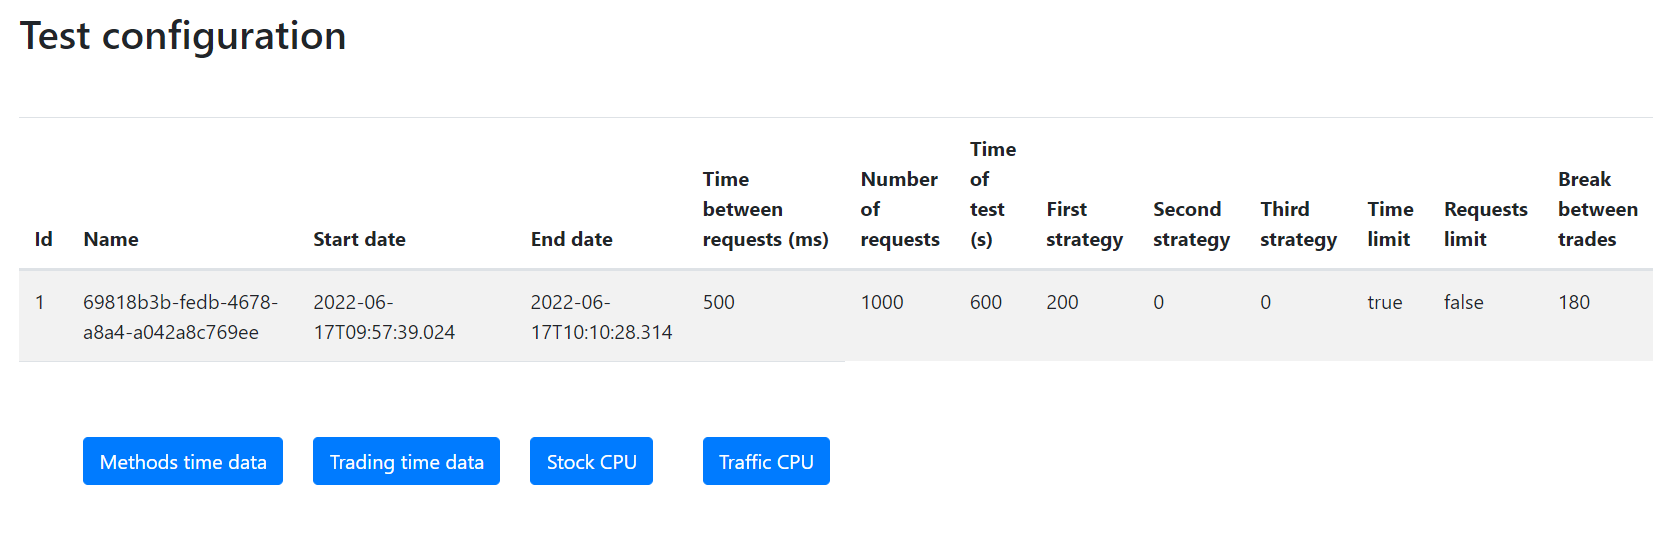 Test configuration
Id
Name
Start date
End date
Time
between
requests (ms)
Number
of
requests
Time
of
test
(s)
First
strategy
Second
strategy
Third
strategy
Time
limit
Requests
limit
Break
between
trades
1
69818b3b-fedb-4678-
a8a4-a042a8c769ee
2022-06-
17T09:57:39.024
2022-06-
17T10:10:28.314
500
1000
600
200
0
0
true
false
180
Methods time data
Trading time data
Stock CPU
Traffic CPU